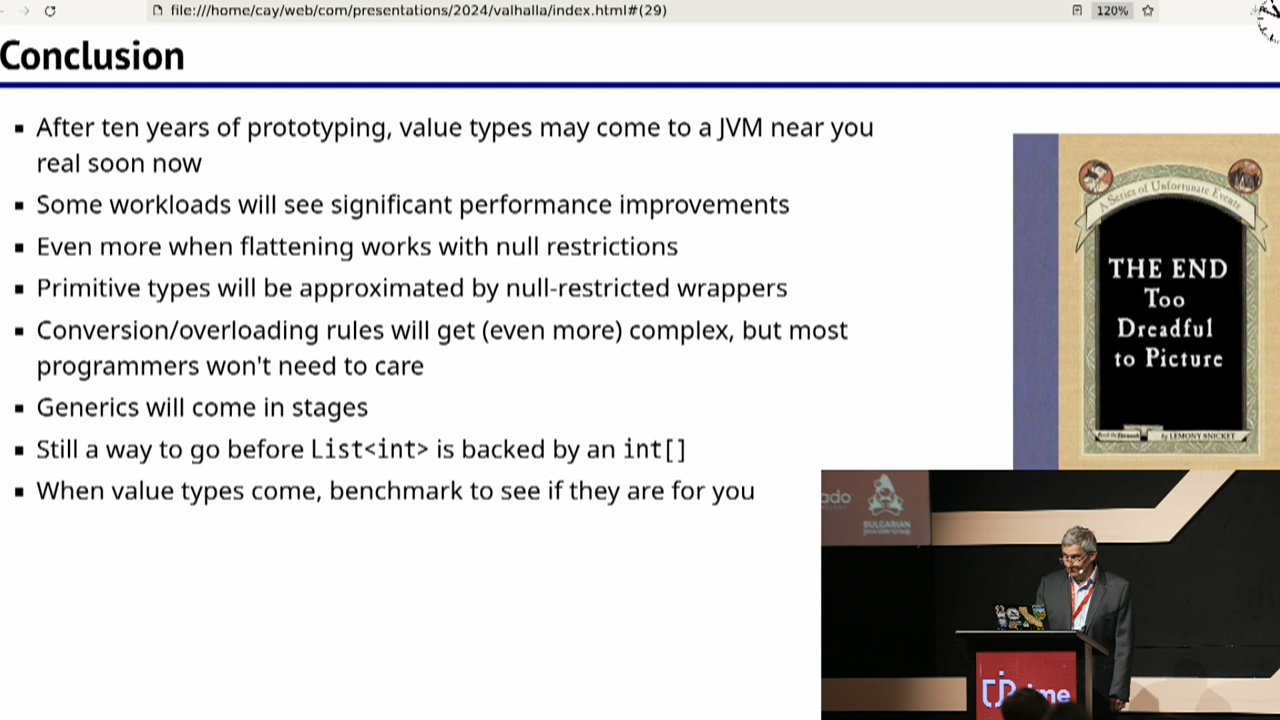 file:///home/cay/web/com/presentations/2024/valhalla/index.html#(29)
120%
Conclusion
▪ After ten years of prototyping, value types may come to a JVM near you
real soon now
▪ Some workloads will see significant performance improvements
▪ Even more when flattening works with null restrictions
▪ Primitive types will be approximated by null-restricted wrappers
▪ Conversion/overloading rules will get (even more) complex, but most
programmers won't need to care
▪ Generics will come in stages
▪ Still a way to go before List<int> is backed by an int[]
▪ When value types come, benchmark to see if they are for you
A Series of Unfortunate Events
THE END
Too
Dreadful
to Picture
by LEMONY SNICKET
BULGARIAN